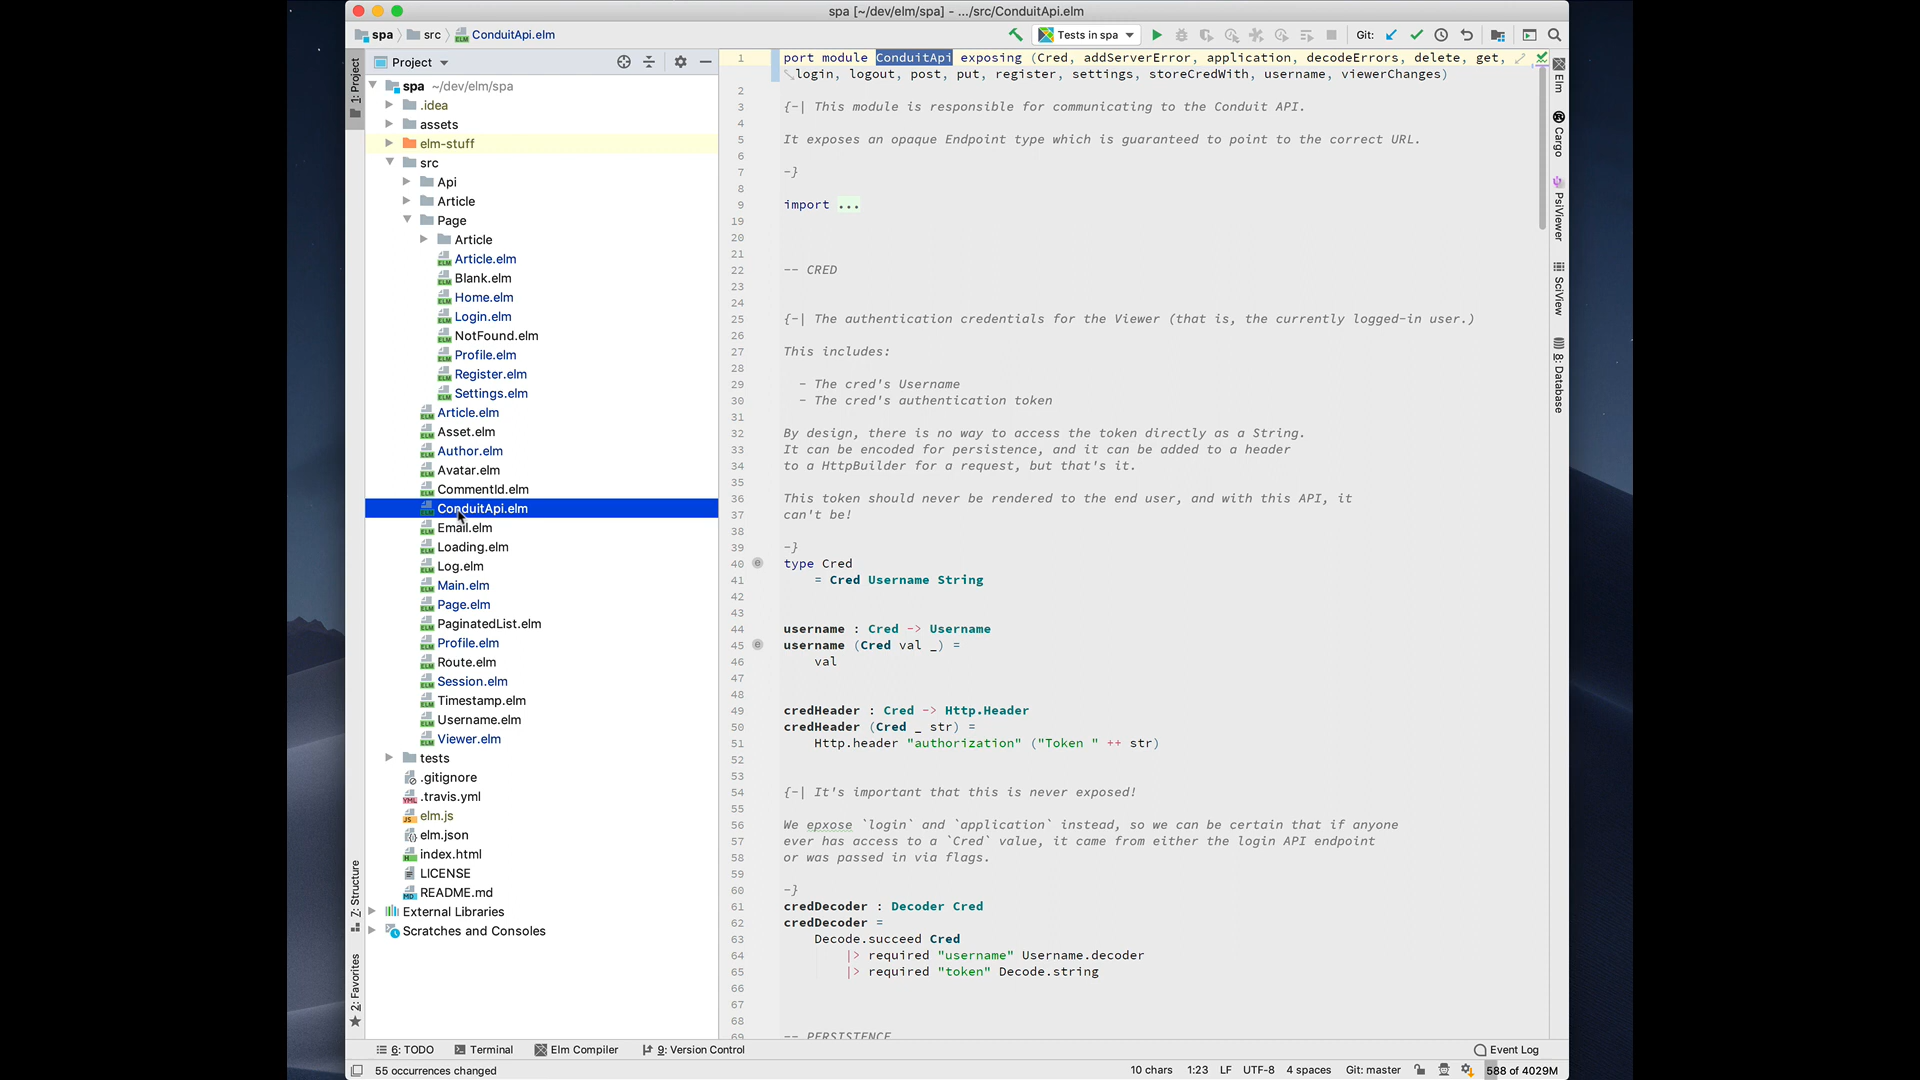 spa [~/dev/elm/spa] - .../src/ConduitApi.elm
spa src ConduitApi.elm
Tests in spa
Git:
1: Project
Project
spa ~/dev/elm/spa
.idea
assets
elm-stuff
src
Api
Article
Page
Article
Article.elm
Blank.elm
Home.elm
Login.elm
NotFound.elm
Profile.elm
Register.elm
Settings.elm
Article.elm
Asset.elm
Author.elm
Avatar.elm
CommentId.elm
ConduitApi.elm
Email.elm
Loading.elm
Log.elm
Main.elm
Page.elm
PaginatedList.elm
Profile.elm
Route.elm
Session.elm
Timestamp.elm
Username.elm
Viewer.elm
tests
.gitignore
.travis.yml
elm.js
elm.json
index.html
LICENSE
README.md
External Libraries
Scratches and Consoles
7: Structure
2: Favorites
1 port module ConduitApi exposing (Cred, addServerError, application, decodeErrors, delete, get,
login, logout, post, put, register, settings, storeCredWith, username, viewerChanges)
2
3 {-| This module is responsible for communicating to the Conduit API.
4
5 It exposes an opaque Endpoint type which is guaranteed to point to the correct URL.
6
7 -}
8
9 import ...
19
20
21
22 -- CRED
23
24
25 {-| The authentication credentials for the Viewer (that is, the currently logged-in user.)
26
27 This includes:
28
29 - The cred's Username
30 - The cred's authentication token
31
32 By design, there is no way to access the token directly as a String.
33 It can be encoded for persistence, and it can be added to a header
34 to a HttpBuilder for a request, but that's it.
35
36 This token should never be rendered to the end user, and with this API, it
37 can't be!
38
39 -}
40 type Cred
41 = Cred Username String
42
43
44 username : Cred -> Username
45 username (Cred val _) =
46 val
47
48
49 credHeader : Cred -> Http.Header
50 credHeader (Cred _ str) =
51 Http.header "authorization" ("Token " ++ str)
52
53
54 {-| It's important that this is never exposed!
55
56 We epxose `login` and `application` instead, so we can be certain that if anyone
57 ever has access to a `Cred` value, it came from either the login API endpoint
58 or was passed in via flags.
59
60 -}
61 credDecoder : Decoder Cred
62 credDecoder =
63 Decode.succeed Cred
64 |> required "username" Username.decoder
65 |> required "token" Decode.string
66
67
68
69 -- PERSISTENCE
Elm
Cargo
PsiViewer
SciView
8: Database
6: TODO Terminal Elm Compiler 9: Version Control Event Log
55 occurrences changed 10 chars 1:23 LF UTF-8 4 spaces Git: master 588 of 4029M